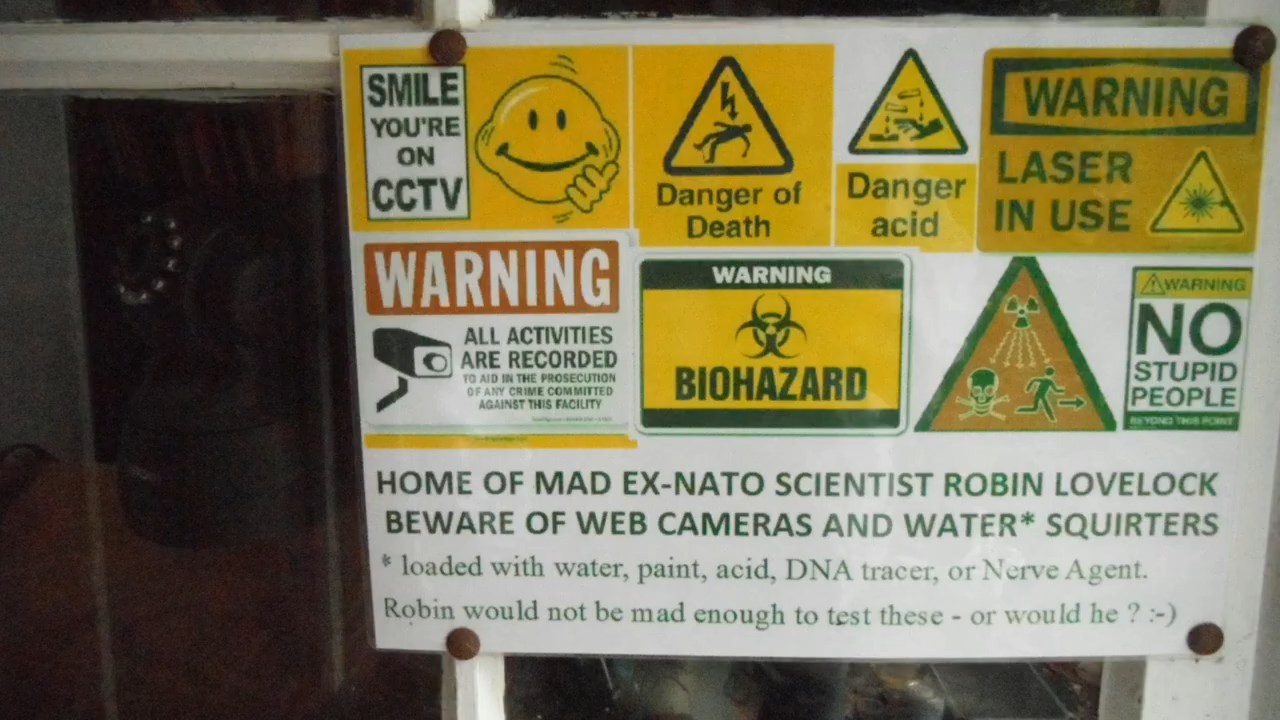 SMILE
YOU'RE
ON
CCTV
Danger of
Death
Danger
acid
WARNING
LASER
IN USE
WARNING
ALL ACTIVITIES
ARE RECORDED
TO AID IN THE PROSECUTION
OF ANY CRIME COMMITTED
AGAINST THIS FACILITY
WARNING
BIOHAZARD
WARNING
NO
STUPID
PEOPLE
BEYOND THIS POINT
HOME OF MAD EX-NATO SCIENTIST ROBIN LOVELOCK
BEWARE OF WEB CAMERAS AND WATER* SQUIRTERS
* loaded with water, paint, acid, DNA tracer, or Nerve Agent.
Robin would not be mad enough to test these - or would he ? :-)